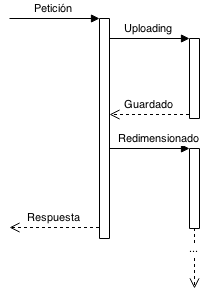 Petición
Uploading
Guardado
Redimensionado
Respuesta
...